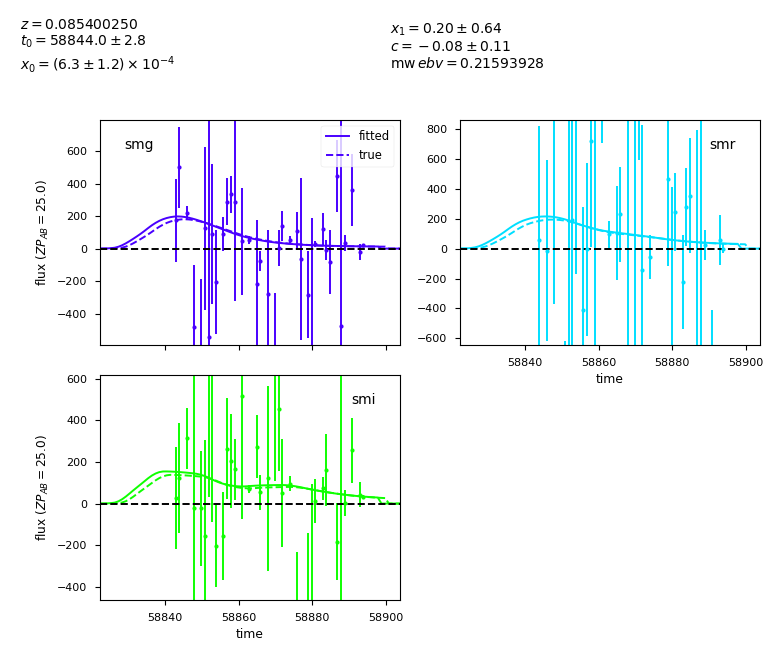 z = 0.085400250
t₀ = 58844.0 ± 2.8
x₀ = (6.3 ± 1.2) × 10⁻⁴
x₁ = 0.20 ± 0.64
c = −0.08 ± 0.11
mw ebv = 0.21593928
smg
fitted
true
600
400
200
0
−200
−400
flux (ZP_AB = 25.0)
smr
800
600
400
200
0
−200
−400
−600
58840 58860 58880 58900
time
smi
600
400
200
0
−200
−400
flux (ZP_AB = 25.0)
58840 58860 58880 58900
time